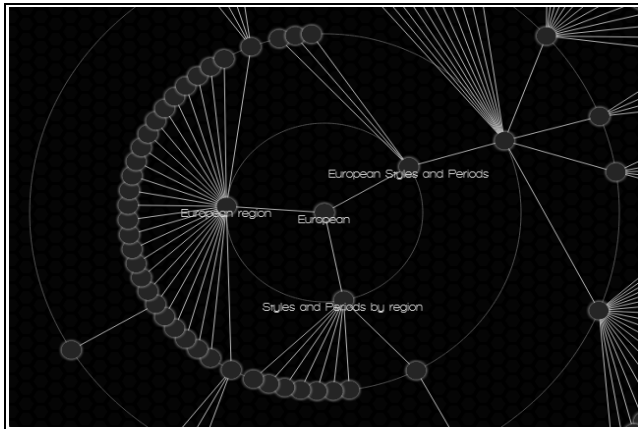 European Styles and Periods
European region
European
Styles and Periods by region